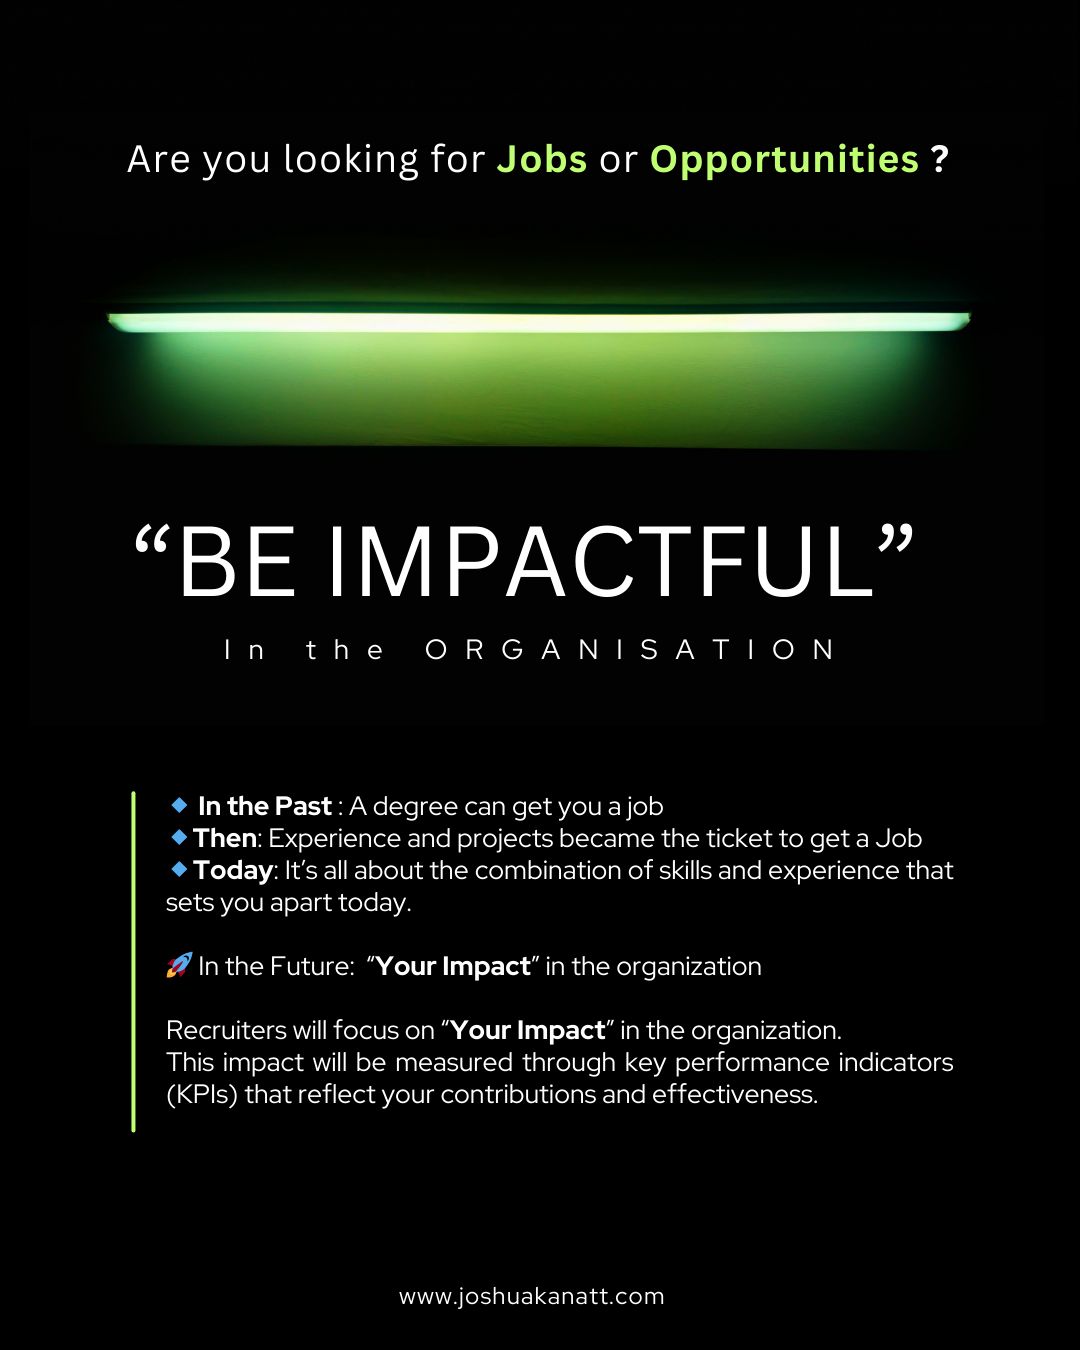 Are you looking for Jobs or Opportunities ?
“BE IMPACTFUL”
In the ORGANISATION
🔹 In the Past : A degree can get you a job
🔹Then: Experience and projects became the ticket to get a Job
🔹Today: It’s all about the combination of skills and experience that
sets you apart today.
🚀 In the Future: “Your Impact” in the organization
Recruiters will focus on “Your Impact” in the organization.
This impact will be measured through key performance indicators
(KPIs) that reflect your contributions and effectiveness.
www.joshuakanatt.com